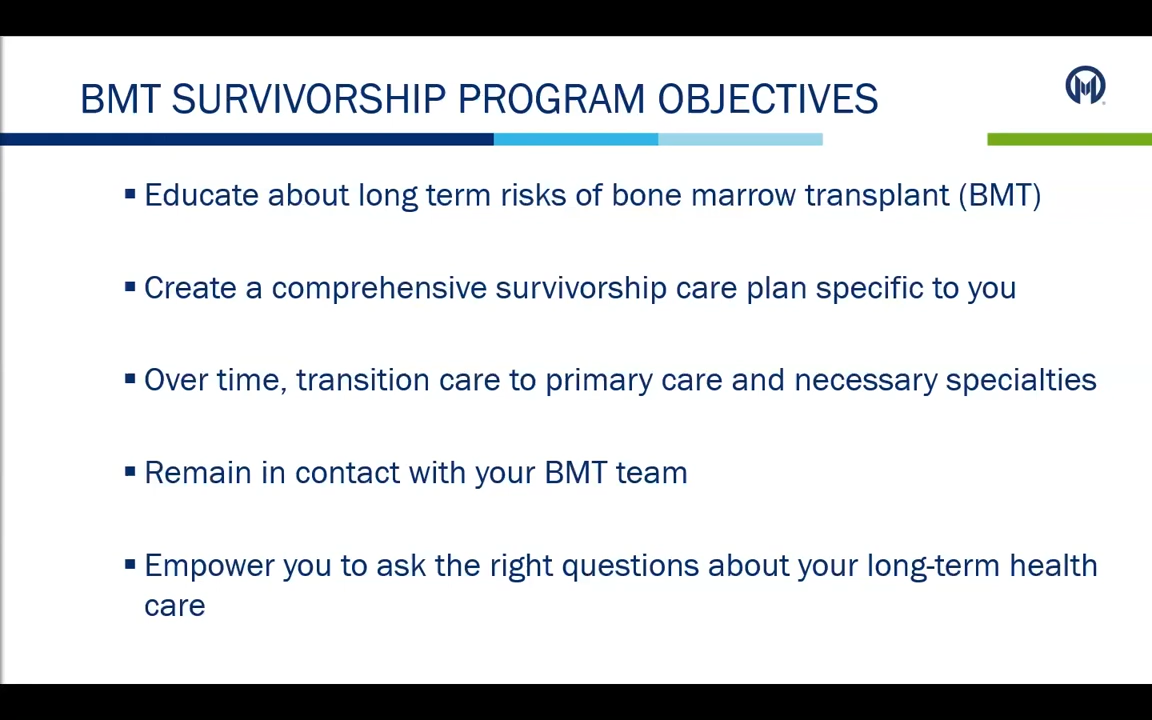 BMT SURVIVORSHIP PROGRAM OBJECTIVES
▪ Educate about long term risks of bone marrow transplant (BMT)
▪ Create a comprehensive survivorship care plan specific to you
▪ Over time, transition care to primary care and necessary specialties
▪ Remain in contact with your BMT team
▪ Empower you to ask the right questions about your long-term health
care